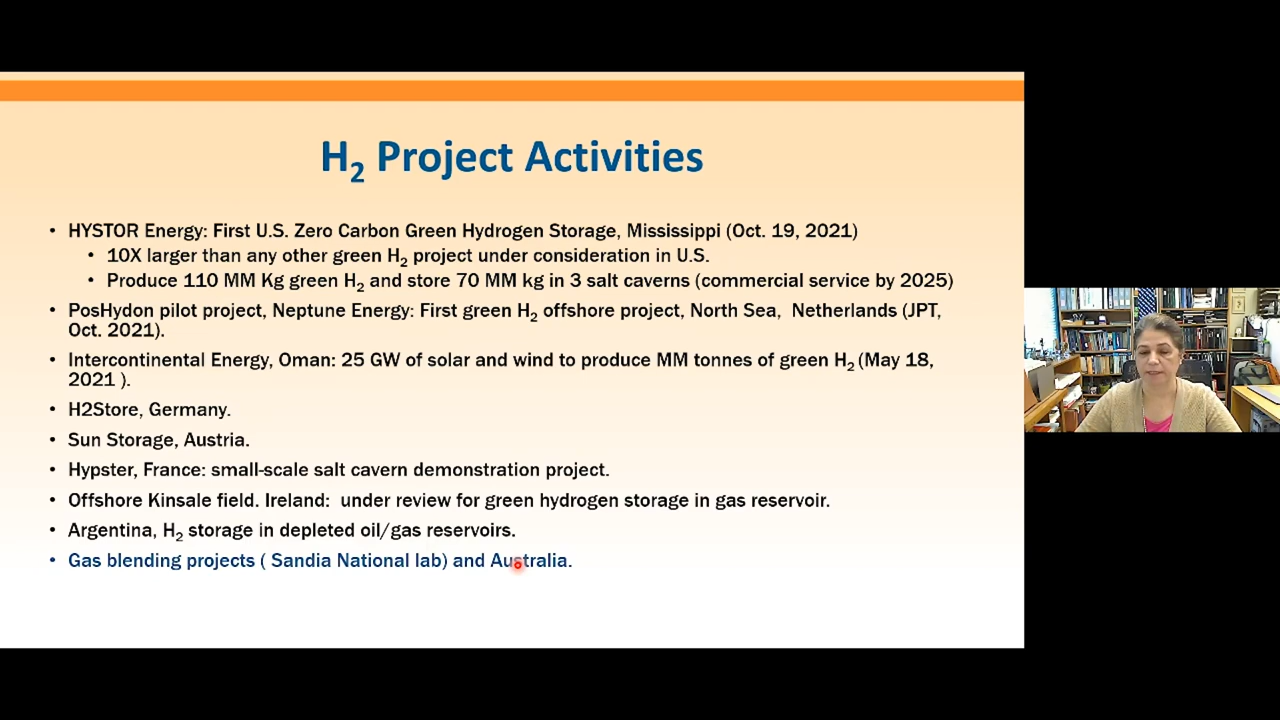 H₂ Project Activities
• HYSTOR Energy: First U.S. Zero Carbon Green Hydrogen Storage, Mississippi (Oct. 19, 2021)
• 10X larger than any other green H₂ project under consideration in U.S.
• Produce 110 MM Kg green H₂ and store 70 MM kg in 3 salt caverns (commercial service by 2025)
• PosHydon pilot project, Neptune Energy: First green H₂ offshore project, North Sea, Netherlands (JPT,
Oct. 2021).
• Intercontinental Energy, Oman: 25 GW of solar and wind to produce MM tonnes of green H₂ (May 18,
2021 ).
• H2Store, Germany.
• Sun Storage, Austria.
• Hypster, France: small-scale salt cavern demonstration project.
• Offshore Kinsale field. Ireland: under review for green hydrogen storage in gas reservoir.
• Argentina, H₂ storage in depleted oil/gas reservoirs.
• Gas blending projects ( Sandia National lab) and Australia.